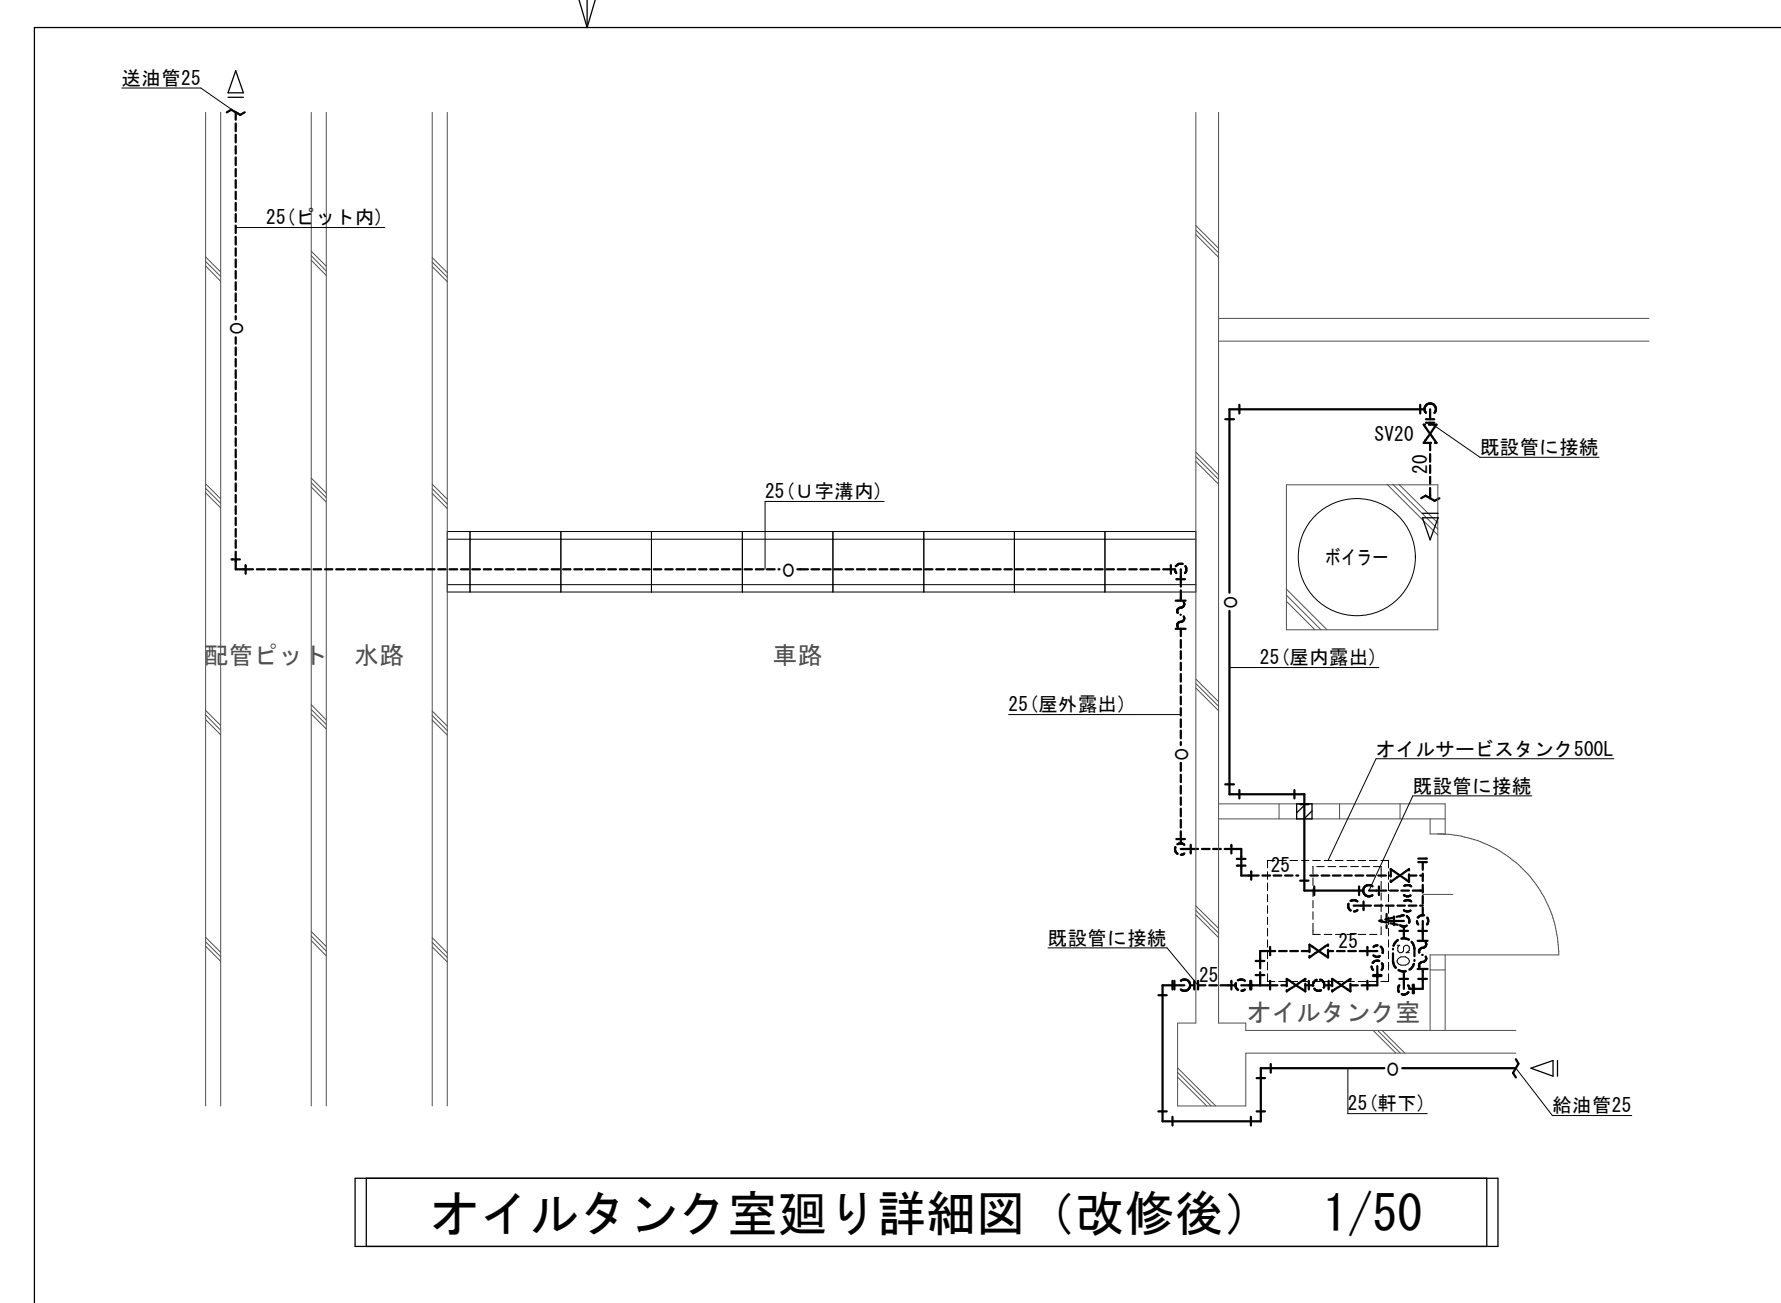 送油管25
25(ピット内)
O
SV20
既設管に接続
20
25(U字溝内)
O
ボイラー
O
配管ピット
水路
車路
25(屋内露出)
25(屋外露出)
オイルサービスタンク500L
O
既設管に接続
25
既設管に接続
25
SO
25
オイルタンク室
O
25(軒下)
給油管25
オイルタンク室廻り詳細図（改修後） 1/50